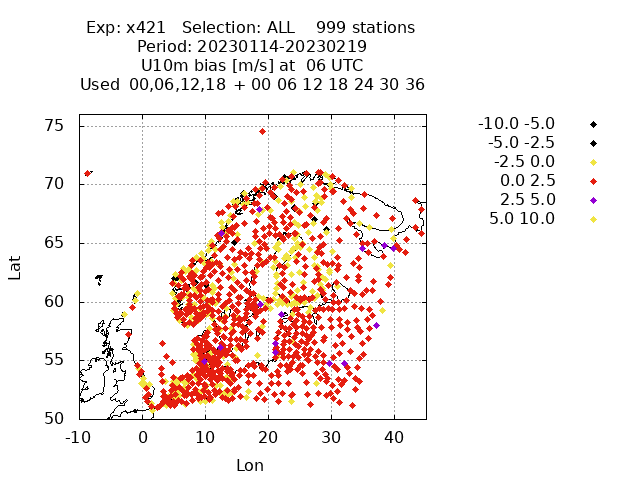 Exp: x421 Selection: ALL 999 stations
Period: 20230114-20230219
U10m bias [m/s] at 06 UTC
Used 00,06,12,18 + 00 06 12 18 24 30 36
-10.0 -5.0
-5.0 -2.5
-2.5 0.0
0.0 2.5
2.5 5.0
5.0 10.0
75
70
65
60
55
50
Lat
-10 0 10 20 30 40
Lon